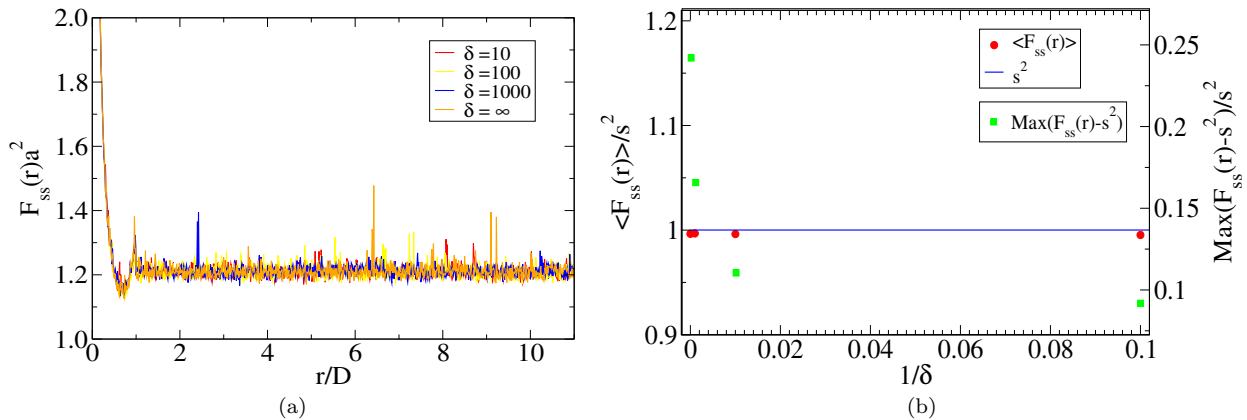 2.0
1.8
1.6
1.4
1.2
1.0
F_ss(r)a^2
0 2 4 6 8 10
r/D
δ =10
δ =100
δ =1000
δ = ∞
(a)
1.2
1.1
1
0.9
<F_ss(r)>/s^2
0 0.02 0.04 0.06 0.08 0.1
1/δ
<F_ss(r)>
s^2
Max(F_ss(r)-s^2)
0.25
0.2
0.15
0.1
Max(F_ss(r)-s^2)/s^2
(b)